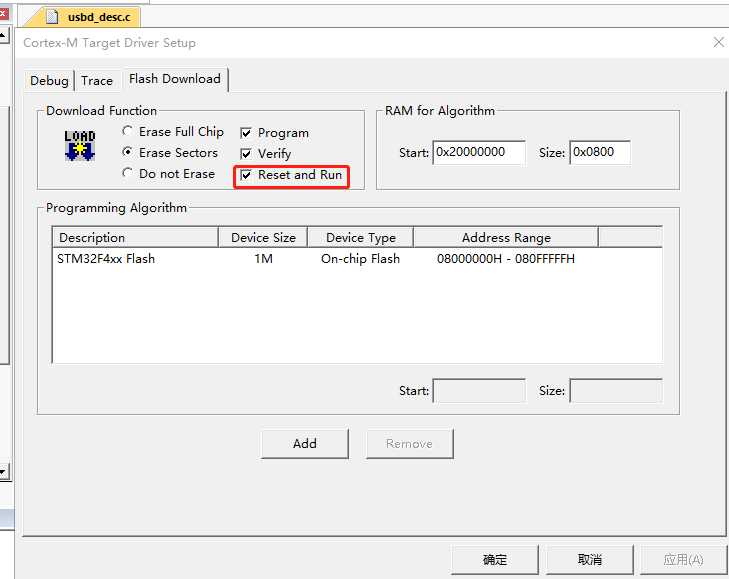 usbd_desc.c
Cortex-M Target Driver Setup
Debug Trace Flash Download
Download Function
LOAD
Erase Full Chip
Erase Sectors
Do not Erase
Program
Verify
Reset and Run
RAM for Algorithm
Start: 0x20000000 Size: 0x0800
Programming Algorithm
Description Device Size Device Type Address Range
STM32F4xx Flash 1M On-chip Flash 08000000H - 080FFFFFH
Start: Size:
Add Remove
确定 取消 应用(A)